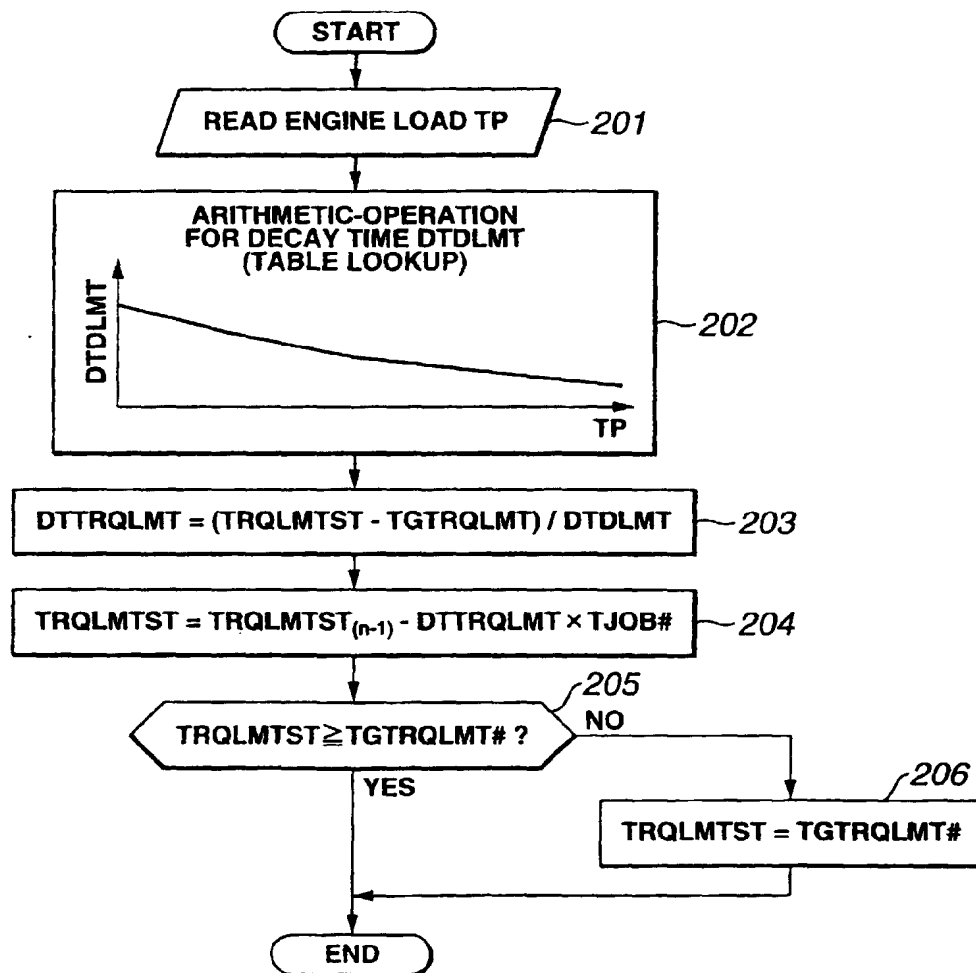 START
READ ENGINE LOAD TP
201
ARITHMETIC-OPERATION
FOR DECAY TIME DTDLMT
(TABLE LOOKUP)
DTDLMT
TP
202
DTTRQLMT = (TRQLMTST - TGTRQLMT) / DTDLMT
203
TRQLMTST = TRQLMTST(n-1) - DTTRQLMT × TJOB#
204
205
TRQLMTST≧TGTRQLMT# ?
NO
YES
206
TRQLMTST = TGTRQLMT#
END